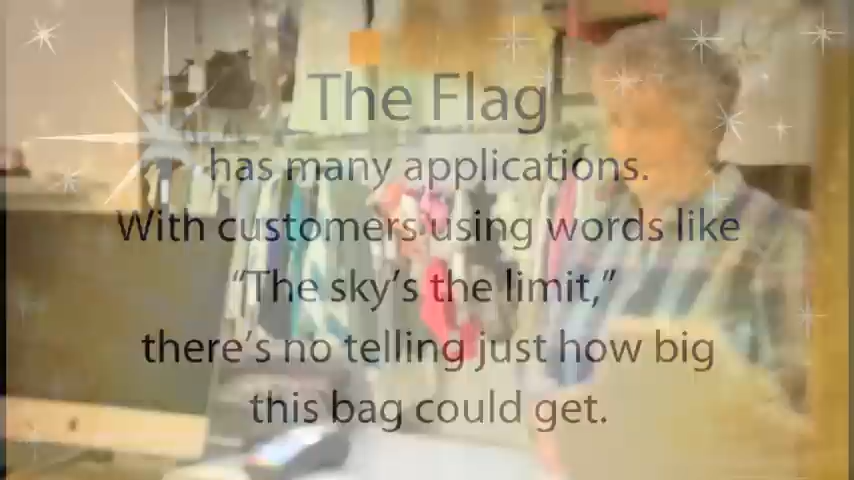 The Flag
has many applications.
With customers using words like
“The sky’s the limit,”
there’s no telling just how big
this bag could get.